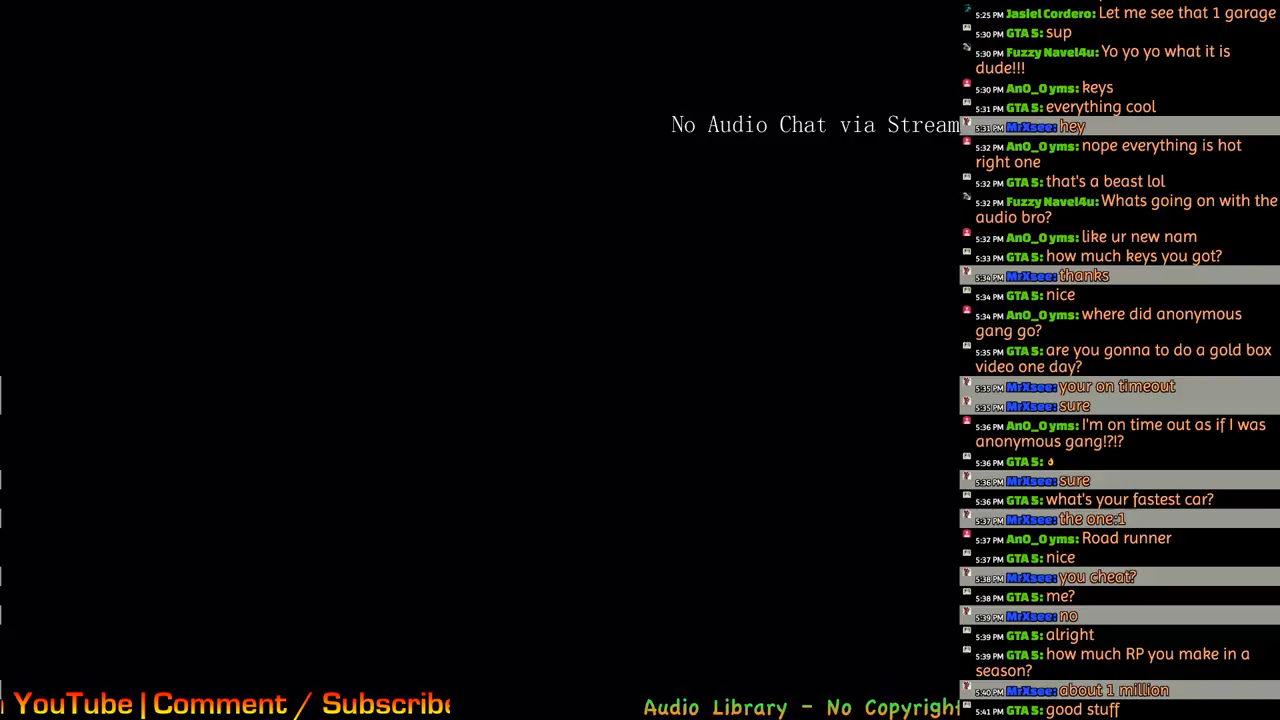 5:25 PM Jasiel Cordero: Let me see that 1 garage
5:30 PM GTA 5: sup
5:30 PM Fuzzy Navel4u: Yo yo yo what it is
dude!!!
5:30 PM An0_0yms: keys
5:31 PM GTA 5: everything cool
No Audio Chat via Stream
5:31 PM MrXsee: hey
5:32 PM An0_0yms: nope everything is hot
right one
5:32 PM GTA 5: that's a beast lol
5:32 PM Fuzzy Navel4u: Whats going on with the
audio bro?
5:32 PM An0_0yms: like ur new nam
5:33 PM GTA 5: how much keys you got?
5:34 PM MrXsee: thanks
5:34 PM GTA 5: nice
5:34 PM An0_0yms: where did anonymous
gang go?
5:35 PM GTA 5: are you gonna to do a gold box
video one day?
5:35 PM MrXsee: your on timeout
5:35 PM MrXsee: sure
5:36 PM An0_0yms: I'm on time out as if I was
anonymous gang!?!?
5:36 PM GTA 5: 👌
5:36 PM MrXsee: sure
5:36 PM GTA 5: what's your fastest car?
5:37 PM MrXsee: the one:1
5:37 PM An0_0yms: Road runner
5:37 PM GTA 5: nice
5:38 PM MrXsee: you cheat?
5:38 PM GTA 5: me?
5:39 PM MrXsee: no
5:39 PM GTA 5: alright
5:39 PM GTA 5: how much RP you make in a
season?
5:40 PM MrXsee: about 1 million
5:41 PM GTA 5: good stuff
YouTube | Comment / Subscribe
Audio Library - No Copyright